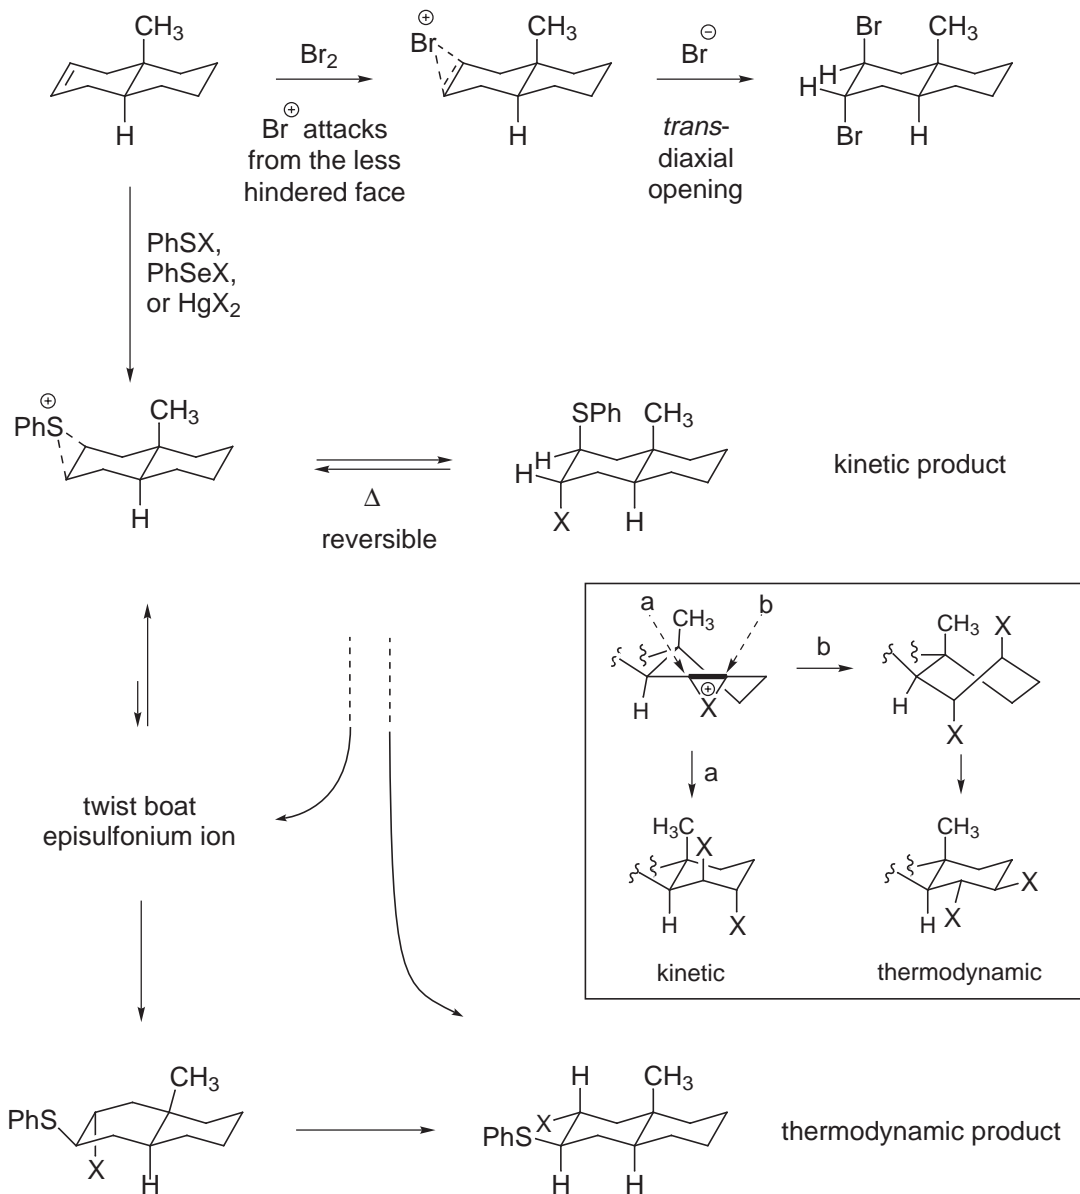 CH3
H
Br2
Br⊕ attacks
from the less
hindered face
⊕
Br
CH3
H
Br⊖
trans-
diaxial
opening
Br
CH3
H
H
Br
H
PhSX,
PhSeX,
or HgX2
⊕
PhS
CH3
H
Δ
reversible
SPh
CH3
H
H
X
H
kinetic product
a
b
CH3
⊕
X
H
b
CH3
X
H
X
a
H3C
X
H
X
kinetic
CH3
X
H
X
thermodynamic
twist boat
episulfonium ion
CH3
PhS
X
H
H
CH3
X
PhS
H
H
thermodynamic product